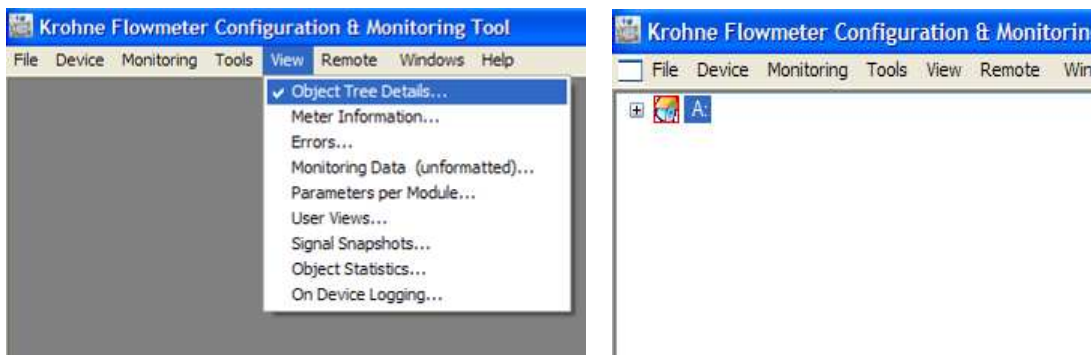 Krohne Flowmeter Configuration & Monitoring Tool
File Device Monitoring Tools View Remote Windows Help
Object Tree Details...
Meter Information...
Errors...
Monitoring Data (unformatted)...
Parameters per Module...
User Views...
Signal Snapshots...
Object Statistics...
On Device Logging...
Krohne Flowmeter Configuration & Monitorin
File Device Monitoring Tools View Remote Win
A: